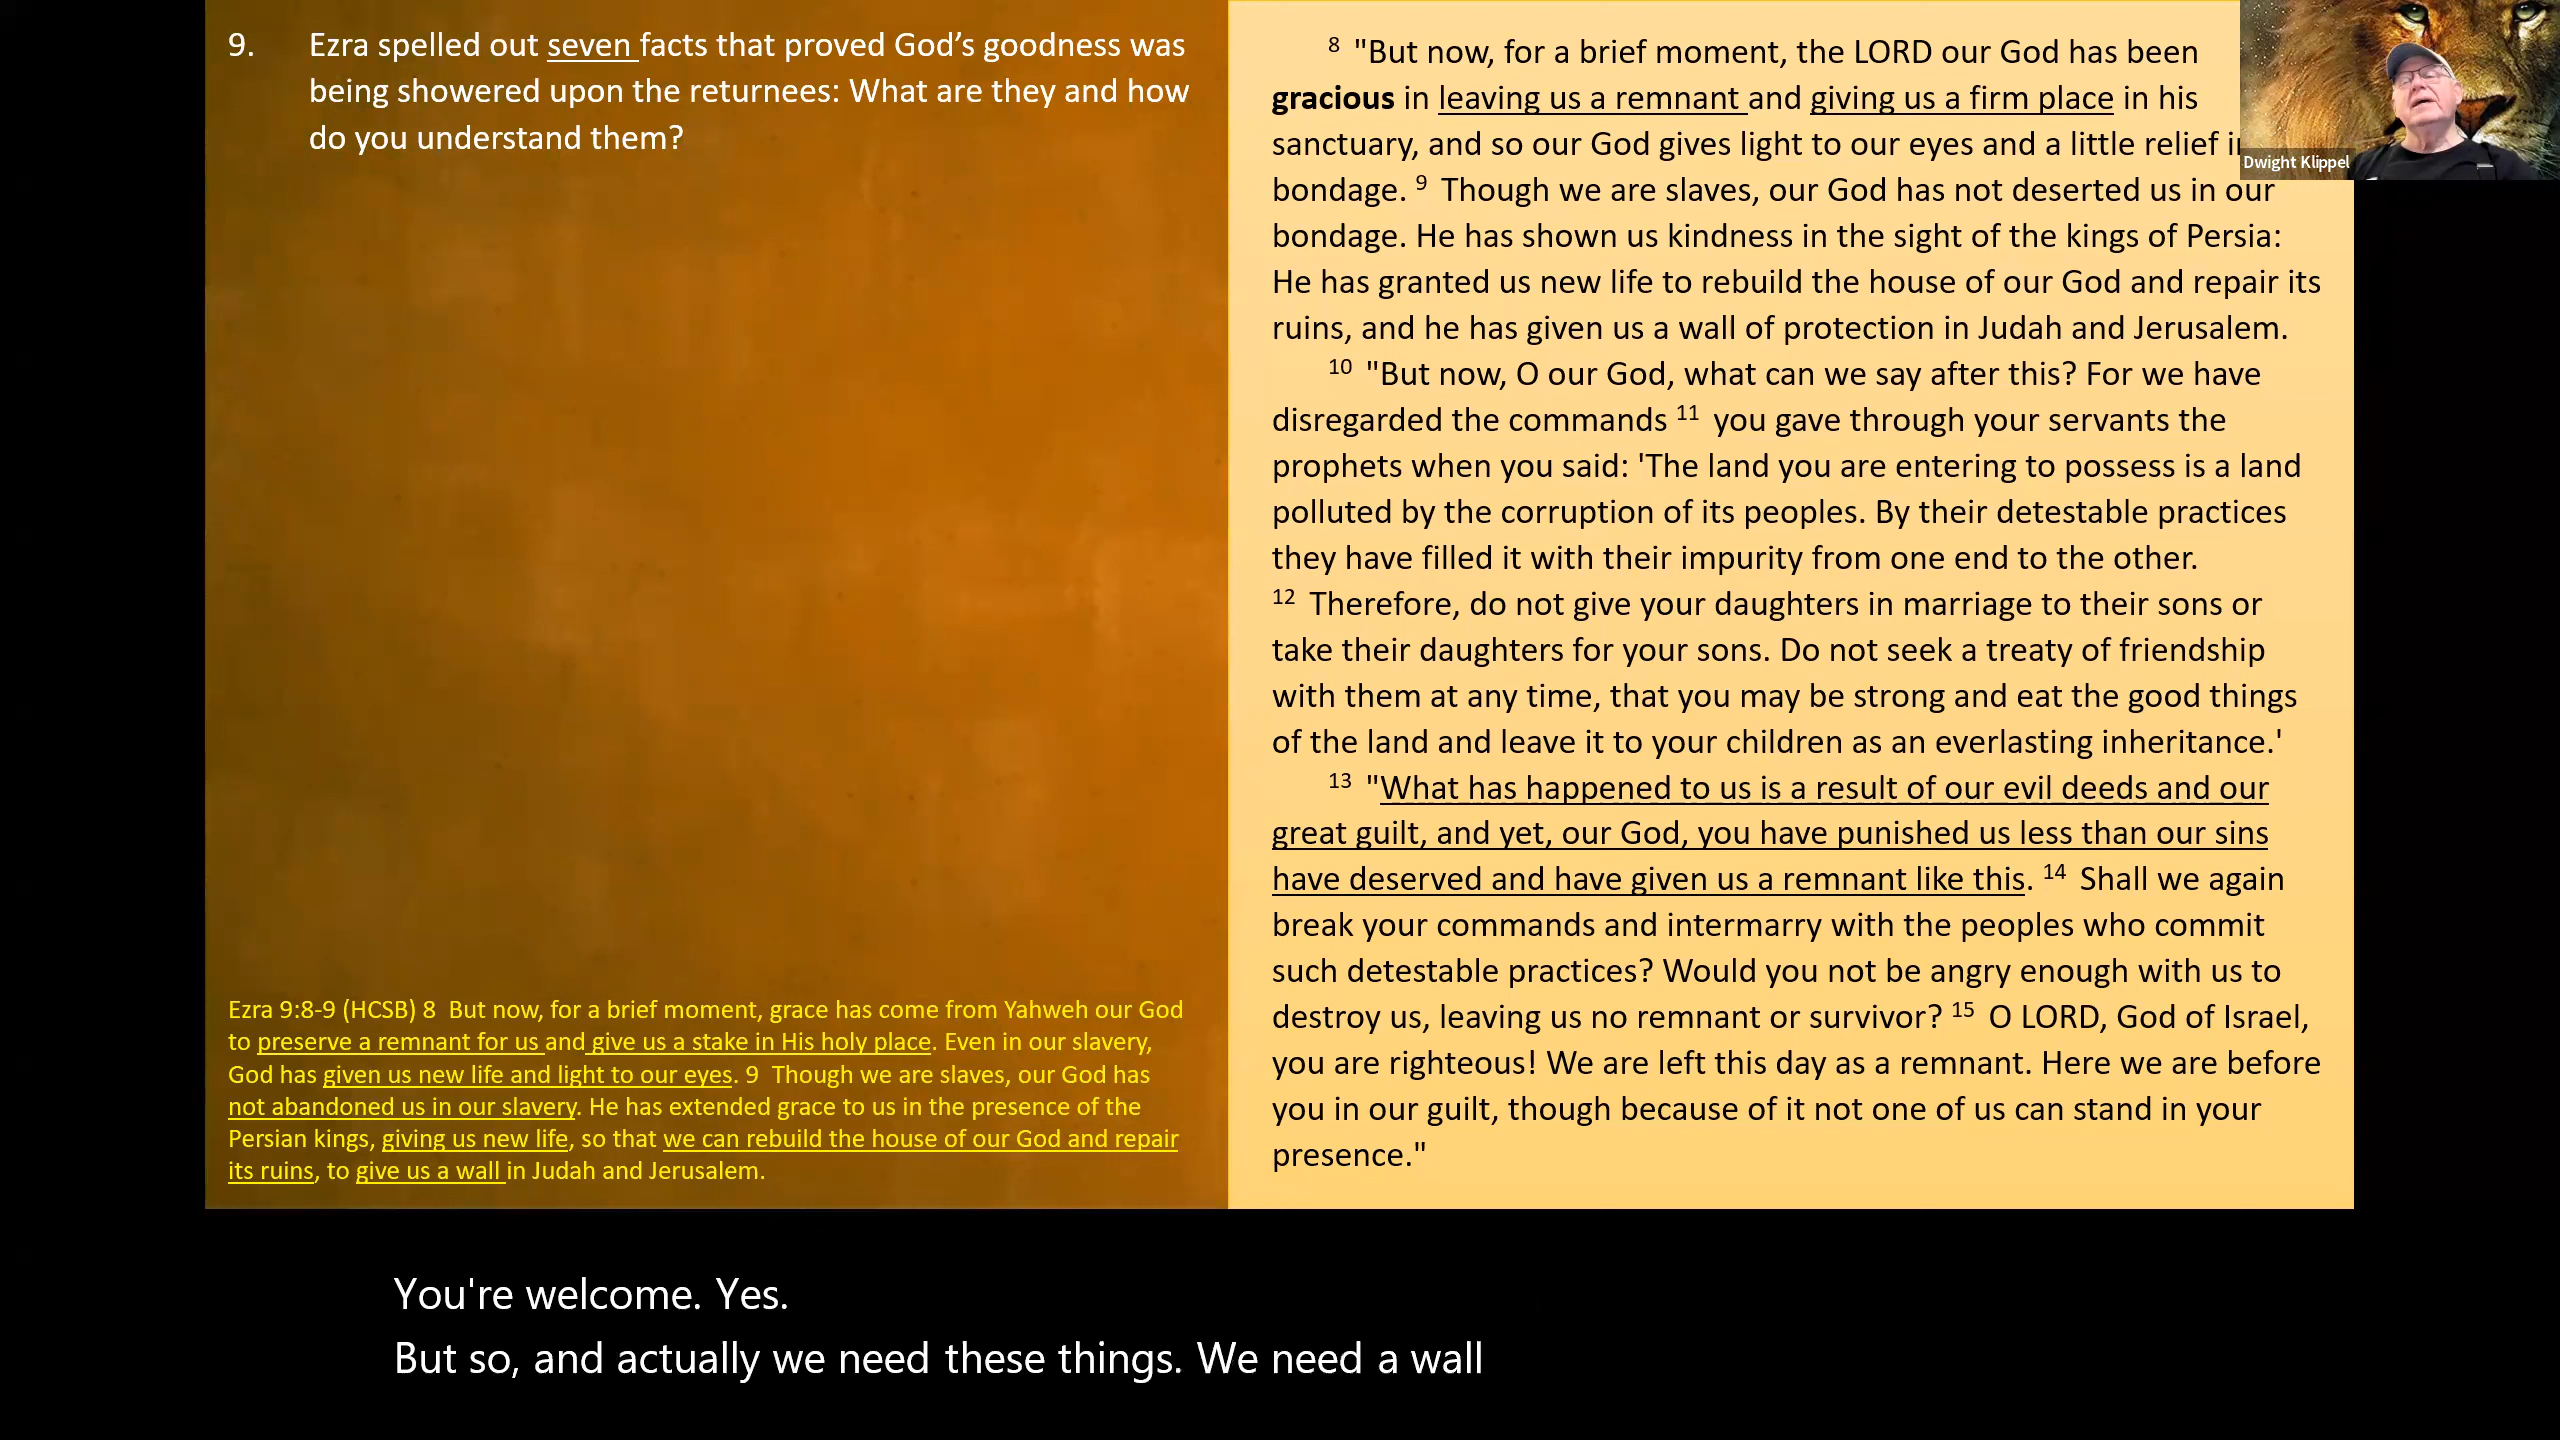 9. Ezra spelled out seven facts that proved God’s goodness was
being showered upon the returnees: What are they and how
do you understand them?
Ezra 9:8-9 (HCSB) 8 But now, for a brief moment, grace has come from Yahweh our God
to preserve a remnant for us and give us a stake in His holy place. Even in our slavery,
God has given us new life and light to our eyes. 9 Though we are slaves, our God has
not abandoned us in our slavery. He has extended grace to us in the presence of the
Persian kings, giving us new life, so that we can rebuild the house of our God and repair
its ruins, to give us a wall in Judah and Jerusalem.
8 "But now, for a brief moment, the LORD our God has been
gracious in leaving us a remnant and giving us a firm place in his
sanctuary, and so our God gives light to our eyes and a little relief
bondage. 9 Though we are slaves, our God has not deserted us in our
bondage. He has shown us kindness in the sight of the kings of Persia:
He has granted us new life to rebuild the house of our God and repair its
ruins, and he has given us a wall of protection in Judah and Jerusalem.
10 "But now, O our God, what can we say after this? For we have
disregarded the commands 11 you gave through your servants the
prophets when you said: 'The land you are entering to possess is a land
polluted by the corruption of its peoples. By their detestable practices
they have filled it with their impurity from one end to the other.
12 Therefore, do not give your daughters in marriage to their sons or
take their daughters for your sons. Do not seek a treaty of friendship
with them at any time, that you may be strong and eat the good things
of the land and leave it to your children as an everlasting inheritance.'
13 "What has happened to us is a result of our evil deeds and our
great guilt, and yet, our God, you have punished us less than our sins
have deserved and have given us a remnant like this. 14 Shall we again
break your commands and intermarry with the peoples who commit
such detestable practices? Would you not be angry enough with us to
destroy us, leaving us no remnant or survivor? 15 O LORD, God of Israel,
you are righteous! We are left this day as a remnant. Here we are before
you in our guilt, though because of it not one of us can stand in your
presence."
Dwight Klippel
You're welcome. Yes.
But so, and actually we need these things. We need a wall